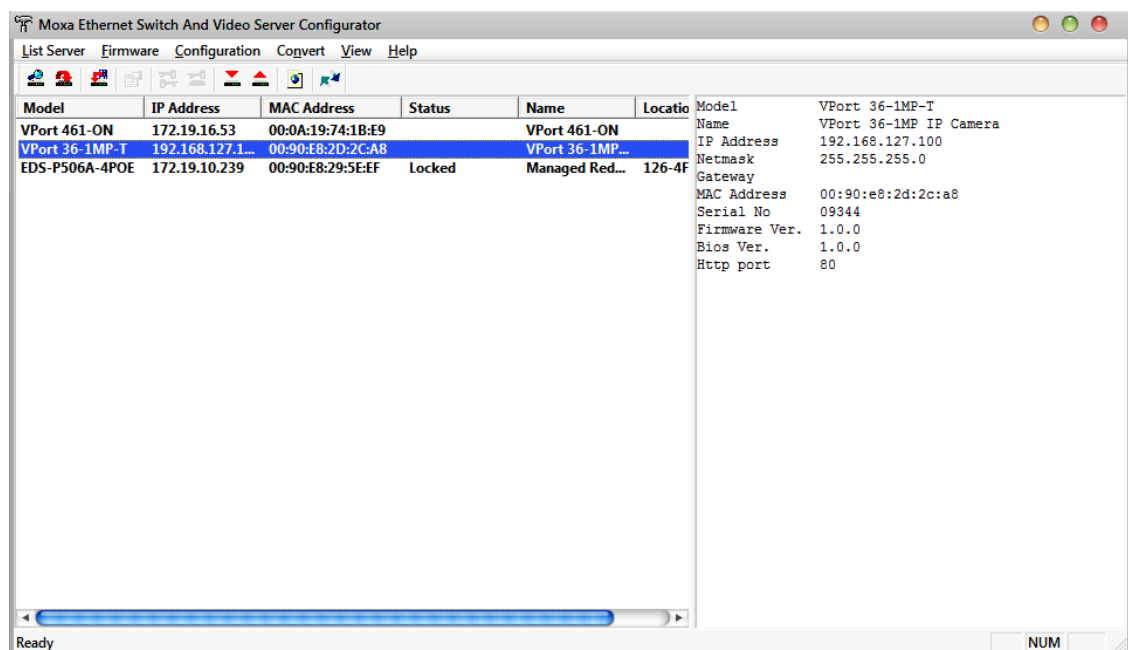 Moxa Ethernet Switch And Video Server Configurator
List Server Firmware Configuration Convert View Help
Model IP Address MAC Address Status Name Locatio
VPort 461-ON 172.19.16.53 00:0A:19:74:1B:E9 VPort 461-ON
VPort 36-1MP-T 192.168.127.1... 00:90:E8:2D:2C:A8 VPort 36-1MP...
EDS-P506A-4POE 172.19.10.239 00:90:E8:29:5E:EF Locked Managed Red... 126-4F
Model VPort 36-1MP-T
Name VPort 36-1MP IP Camera
IP Address 192.168.127.100
Netmask 255.255.255.0
Gateway
MAC Address 00:90:e8:2d:2c:a8
Serial No 09344
Firmware Ver. 1.0.0
Bios Ver. 1.0.0
Http port 80
Ready NUM